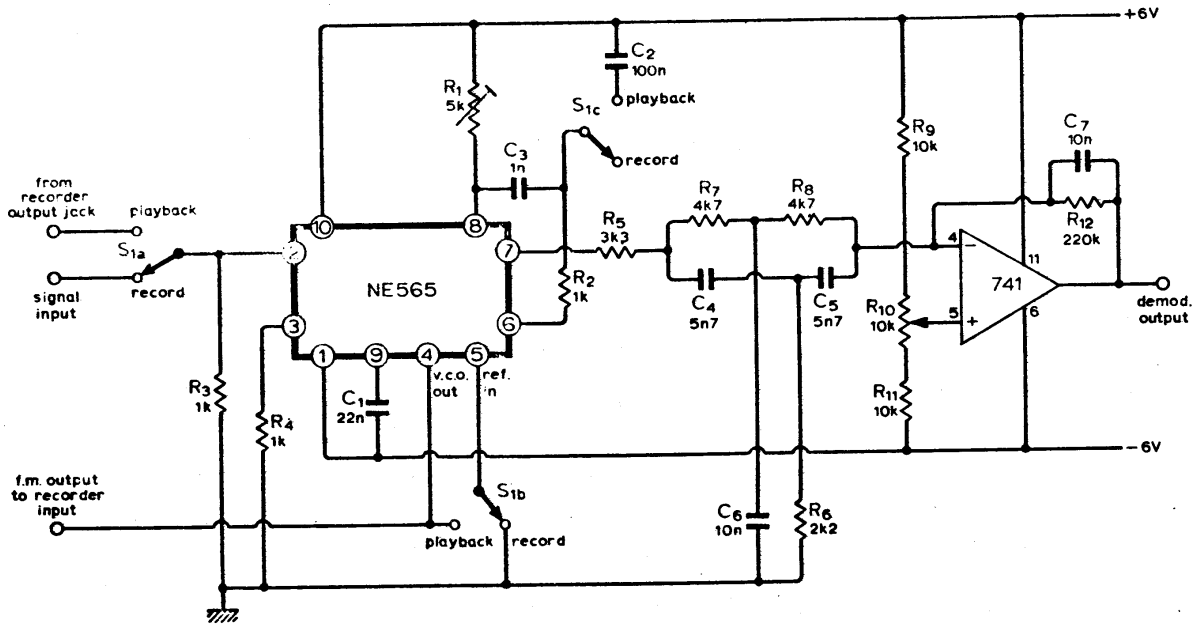 +6V
C2
100n
playback
R1
5k
S1c
record
C3
1n
R9
10k
C7
10n
R12
220k
from
recorder
output jack
playback
S1a
signal
input
record
10
8
7
2
3
6
1
9
4
5
NE565
R5
3k3
R7
4k7
R8
4k7
C4
5n7
C5
5n7
R2
1k
4
−
11
741
5
+
6
demod.
output
R10
10k
R11
10k
v.c.o.
out
ref.
in
R3
1k
R4
1k
C1
22n
−6V
f.m. output
to recorder
input
S1b
playback
record
C6
10n
R6
2k2